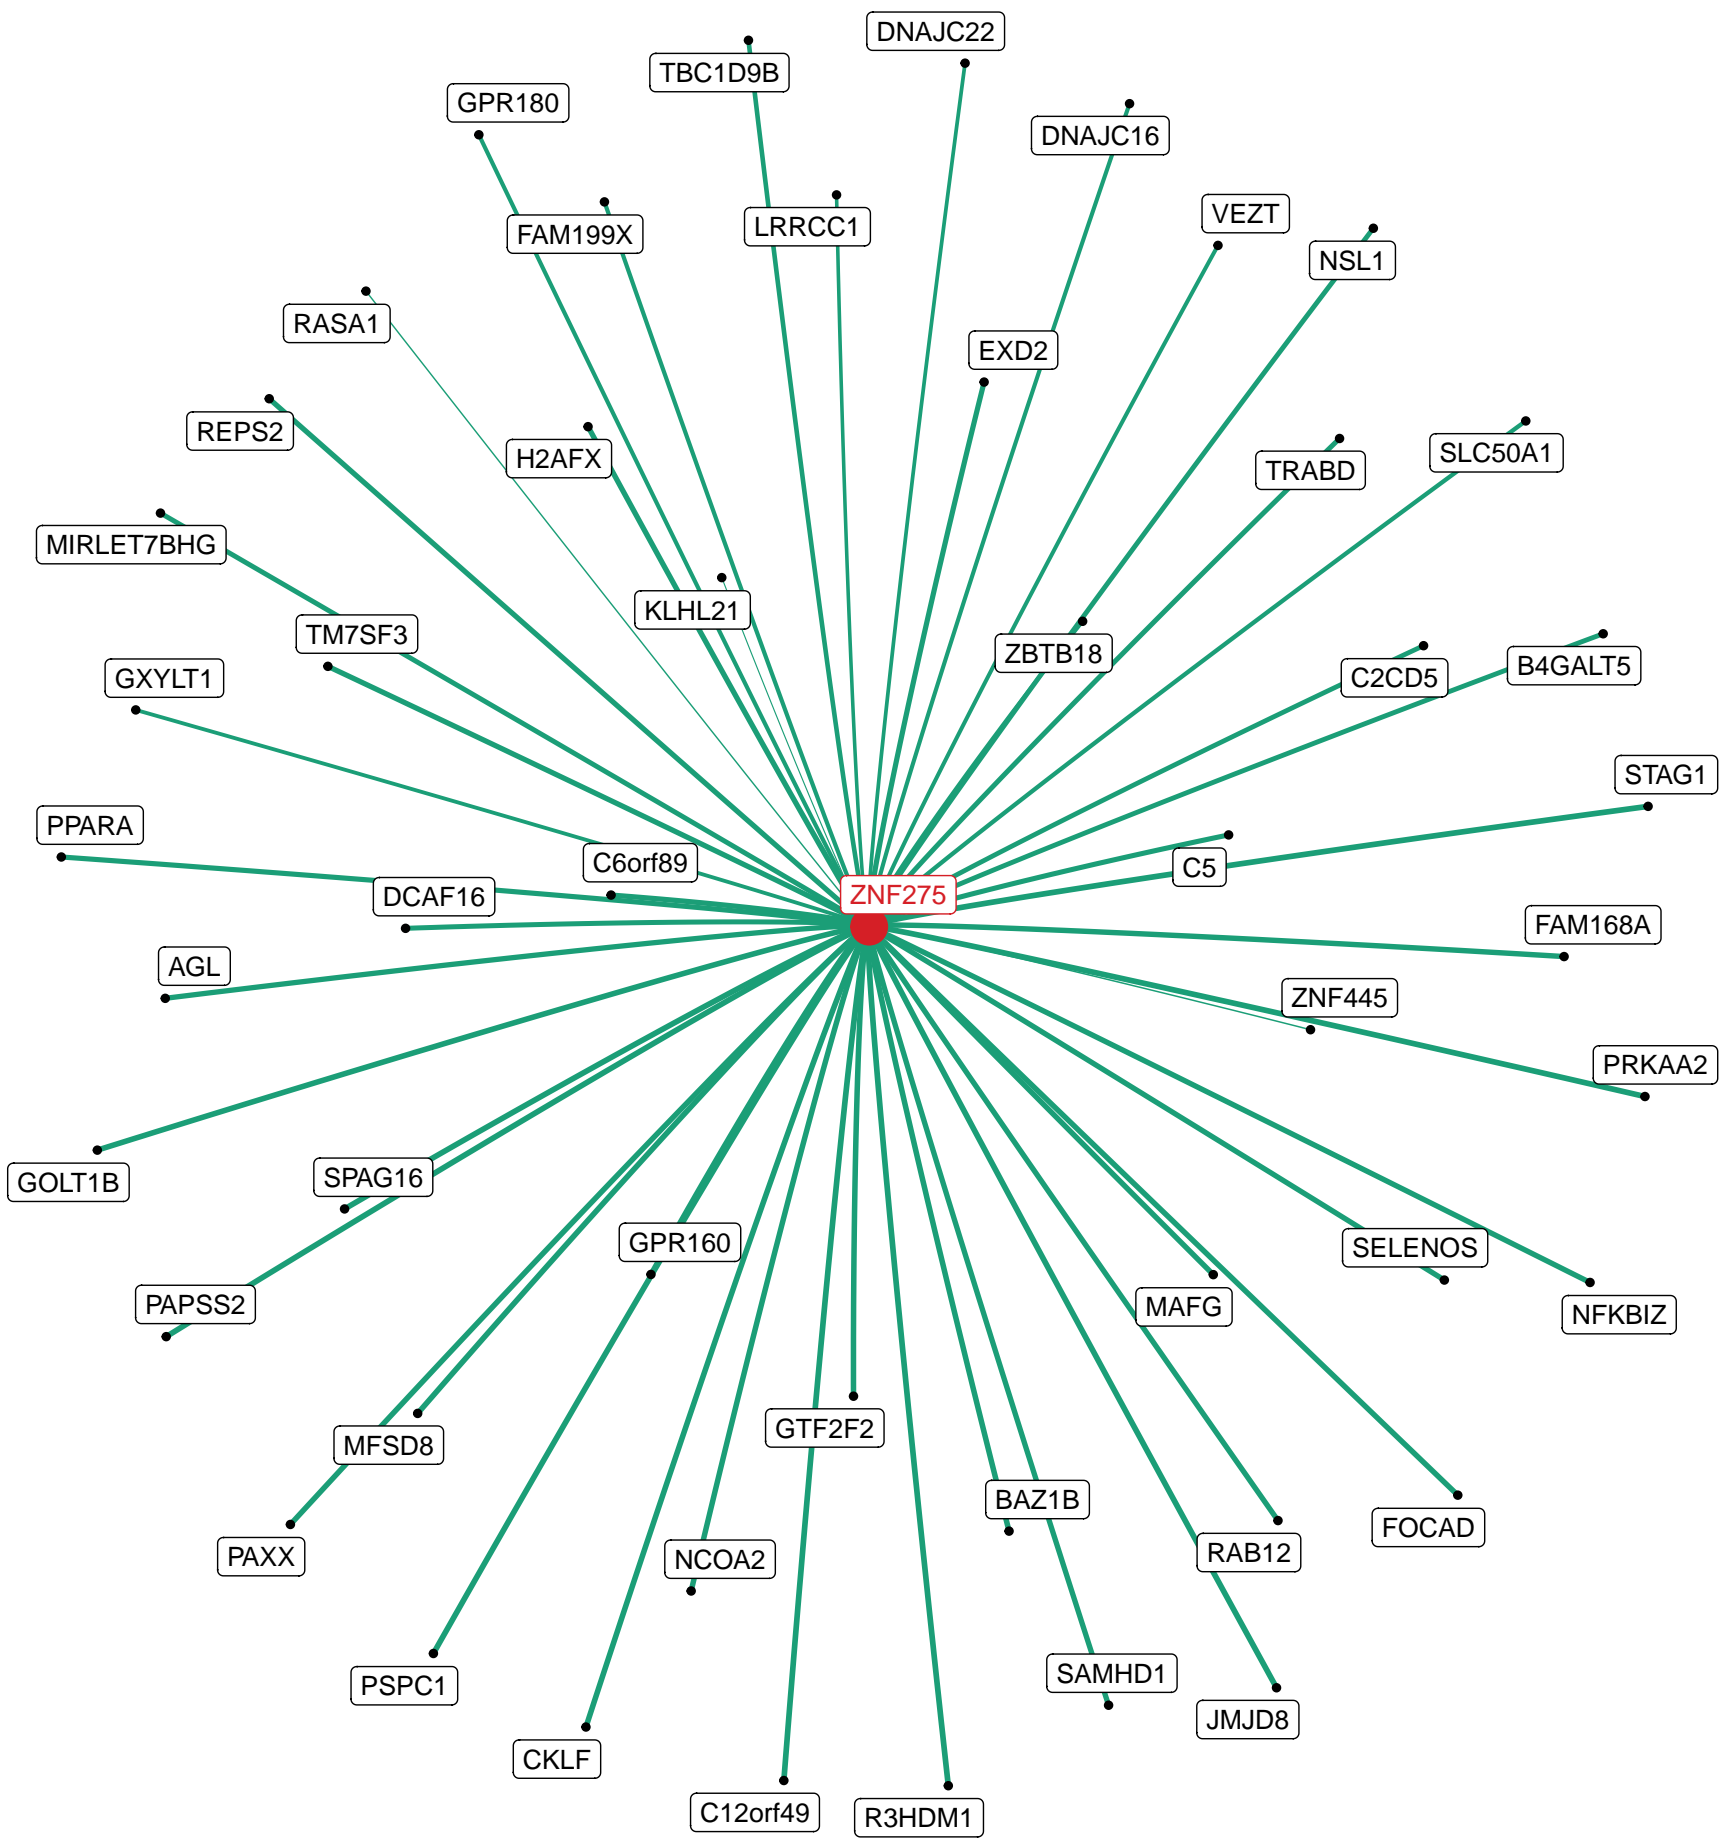 DNAJC22
TBC1D9B
GPR180
DNAJC16
VEZT
LRRCC1
FAM199X
NSL1
RASA1
EXD2
REPS2
SLC50A1
H2AFX
TRABD
MIRLET7BHG
KLHL21
TM7SF3
ZBTB18
B4GALT5
GXYLT1
C2CD5
STAG1
PPARA
C6orf89
C5
ZNF275
DCAF16
FAM168A
AGL
ZNF445
PRKAA2
SPAG16
GOLT1B
GPR160
SELENOS
PAPSS2
MAFG
NFKBIZ
GTF2F2
MFSD8
BAZ1B
FOCAD
RAB12
PAXX
NCOA2
SAMHD1
PSPC1
JMJD8
CKLF
C12orf49
R3HDM1